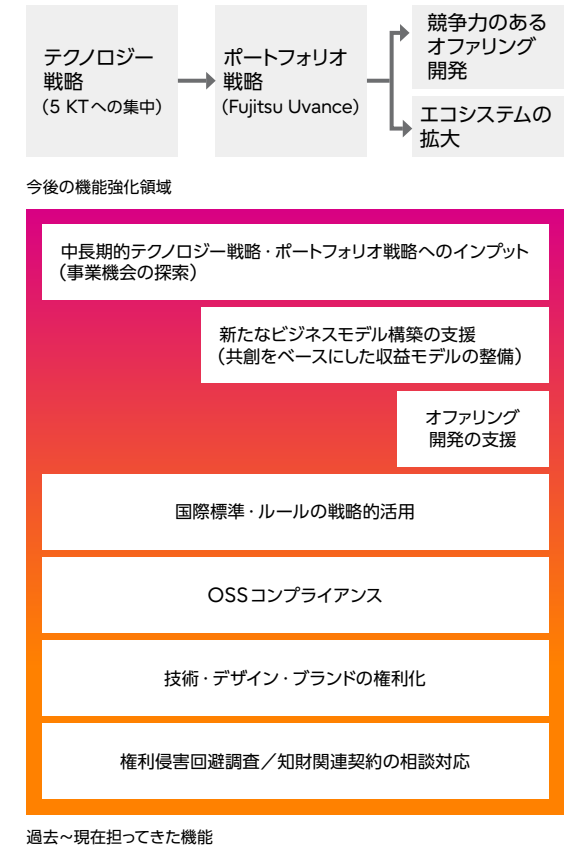 テクノロジー
戦略
(5 KTへの集中)
ポートフォリオ
戦略
(Fujitsu Uvance)
競争力のある
オファリング
開発
エコシステムの
拡大
今後の機能強化領域
中長期的テクノロジー戦略・ポートフォリオ戦略へのインプット
（事業機会の探索）
新たなビジネスモデル構築の支援
（共創をベースにした収益モデルの整備）
オファリング
開発の支援
国際標準・ルールの戦略的活用
OSSコンプライアンス
技術・デザイン・ブランドの権利化
権利侵害回避調査／知財関連契約の相談対応
過去～現在担ってきた機能